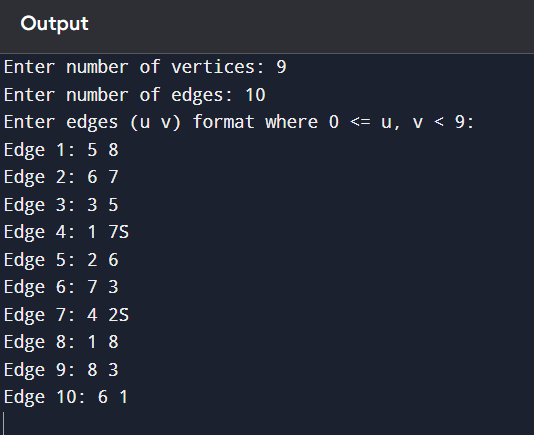 Output
Enter number of vertices: 9
Enter number of edges: 10
Enter edges (u v) format where 0 <= u, v < 9:
Edge 1: 5 8
Edge 2: 6 7
Edge 3: 3 5
Edge 4: 1 7S
Edge 5: 2 6
Edge 6: 7 3
Edge 7: 4 2S
Edge 8: 1 8
Edge 9: 8 3
Edge 10: 6 1